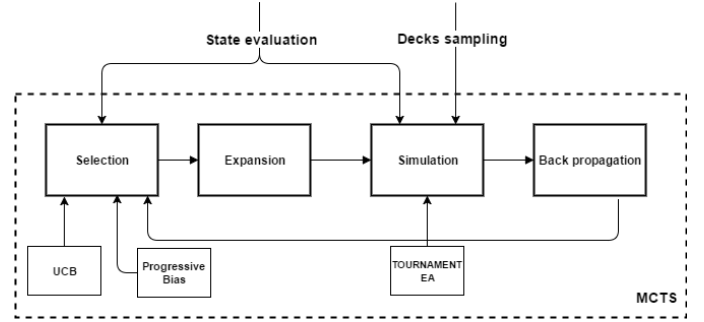 State evaluation
Decks sampling
Selection
Expansion
Simulation
Back propagation
UCB
Progressive
Bias
TOURNAMENT
EA
MCTS